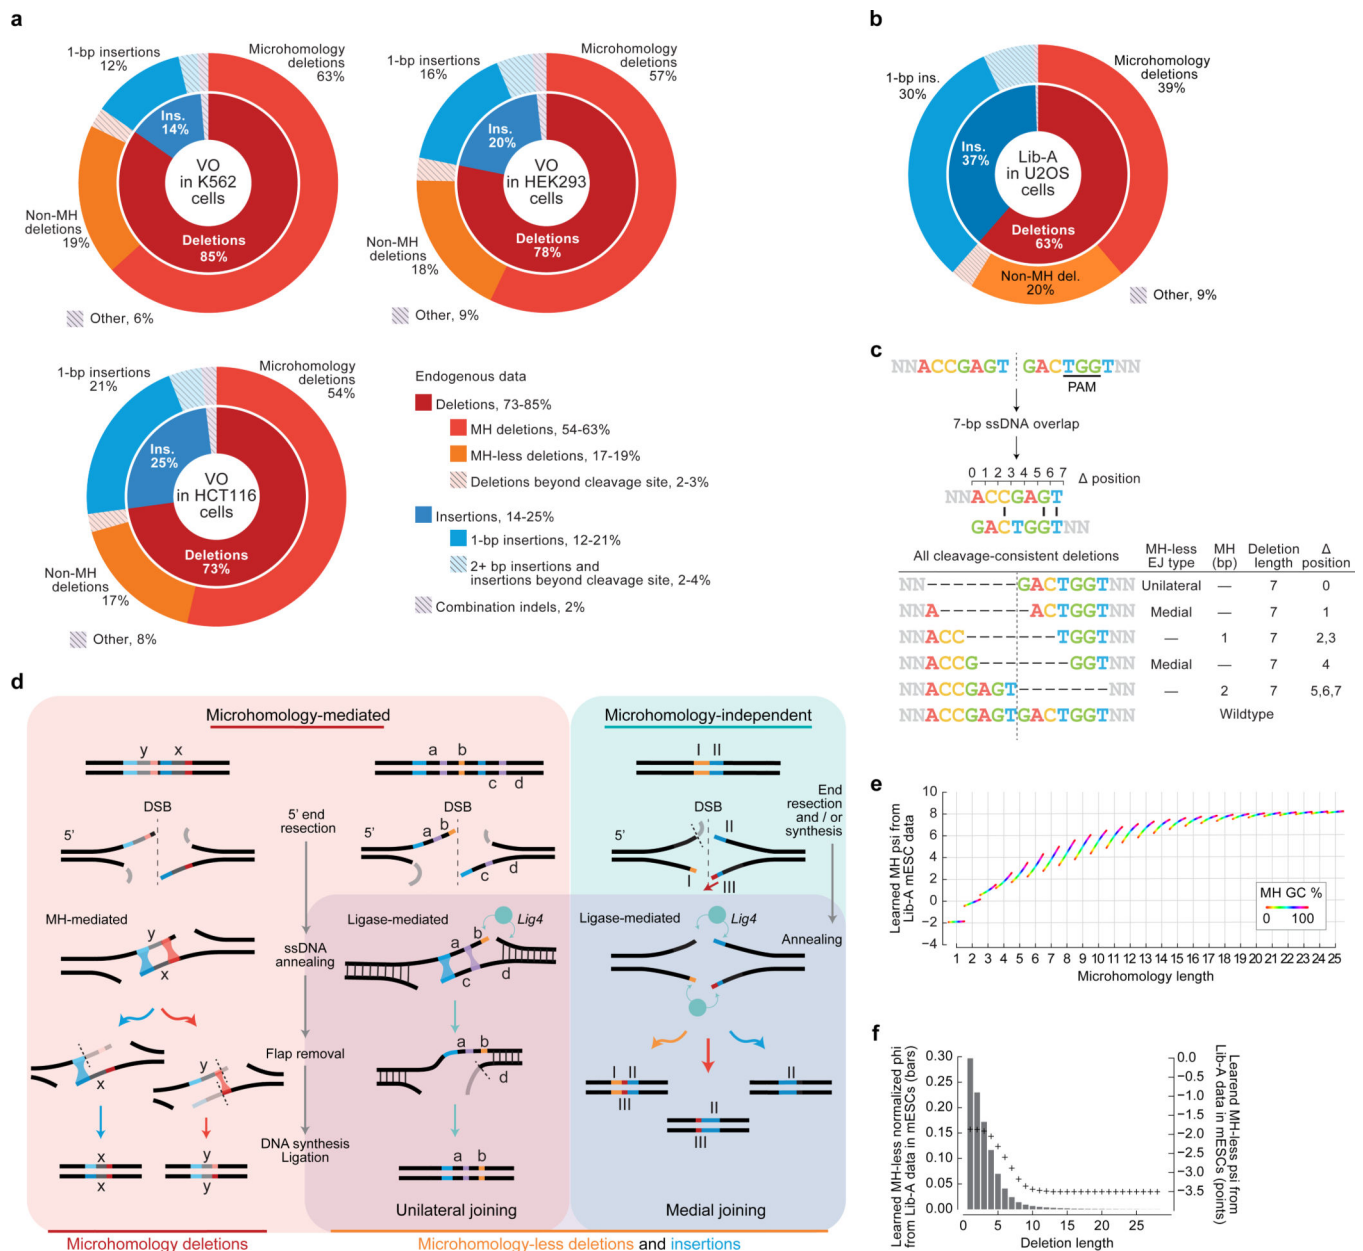 a
1-bp insertions
12%
Microhomology
deletions
63%
Ins.
14%
VO
in K562
cells
Non-MH
deletions
19%
Deletions
85%
Other, 6%
1-bp insertions
16%
Microhomology
deletions
57%
Ins.
20%
VO
in HEK293
cells
Non-MH
deletions
18%
Deletions
78%
Other, 9%
1-bp insertions
21%
Microhomology
deletions
54%
Ins.
25%
VO
in HCT116
cells
Non-MH
deletions
17%
Deletions
73%
Other, 8%
Endogenous data
Deletions, 73-85%
MH deletions, 54-63%
MH-less deletions, 17-19%
Deletions beyond cleavage site, 2-3%
Insertions, 14-25%
1-bp insertions, 12-21%
2+ bp insertions and
insertions beyond cleavage site, 2-4%
Combination indels, 2%
b
1-bp ins.
30%
Microhomology
deletions
39%
Ins.
37%
Lib-A
in U2OS
cells
Deletions
63%
Non-MH del.
20%
Other, 9%
c
NNACCGAGT GACTGGTNN
PAM
7-bp ssDNA overlap
0 1 2 3 4 5 6 7
Δ position
NNACCGAGT
GACTGGTNN
All cleavage-consistent deletions
MH-less EJ type
MH (bp)
Deletion length
Δ position
NN-------GACTGGTNN Unilateral — 7 0
NNA-------ACTGGTNN Medial — 7 1
NNACC-------TGGTNN — 1 7 2,3
NNACCG-------GGTNN Medial — 7 4
NNACCGAGT-------NN — 2 7 5,6,7
NNACCGAGTGACTGGTNN Wildtype
d
Microhomology-mediated
Microhomology-independent
y x
a b
c d
I II
DSB
5'
5' end
resection
DSB
5'
a b
c d
DSB
5'
II
I
III
End
resection
and / or
synthesis
MH-mediated
y
x
ssDNA
annealing
Ligase-mediated
Lig4
a b
c d
Ligase-mediated
Lig4
Annealing
x
y
Flap removal
a b
d
I II
III
II
III
II
DNA synthesis
Ligation
x
x
y
y
a b
Unilateral joining
Medial joining
Microhomology deletions
Microhomology-less deletions and insertions
e
Learned MH psi from
Lib-A mESC data
10
8
6
4
2
0
−2
−4
MH GC %
0 100
1 2 3 4 5 6 7 8 9 10 11 12 13 14 15 16 17 18 19 20 21 22 23 24 25
Microhomology length
f
Learned MH-less normalized phi
from Lib-A data in mESCs (bars)
0.30
0.25
0.20
0.15
0.10
0.05
0.00
0.0
−0.5
−1.0
−1.5
−2.0
−2.5
−3.0
−3.5
Learend MH-less psi from
Lib-A data in mESCs (points)
0 5 10 15 20 25
Deletion length